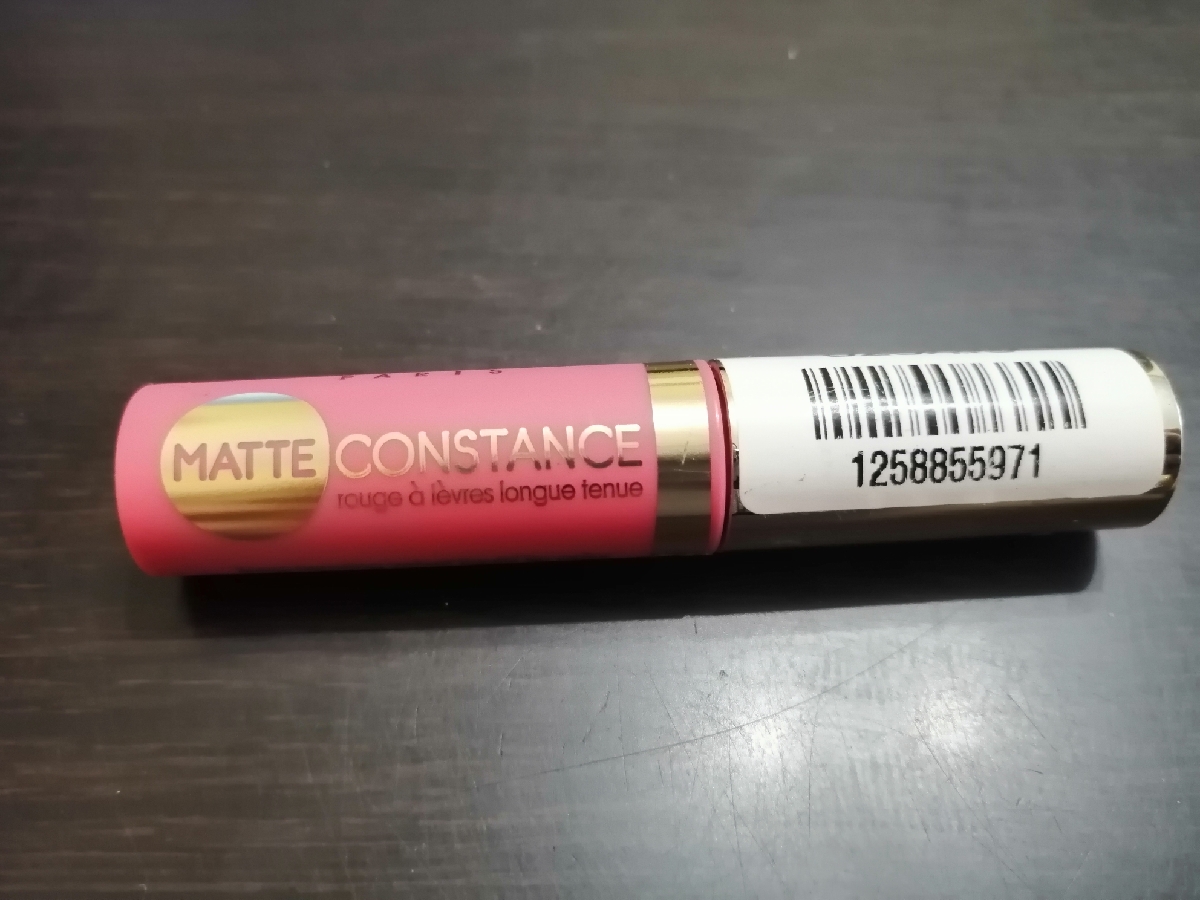 PARIS
MATTE CONSTANCE
rouge à lèvres longue tenue
1258855971